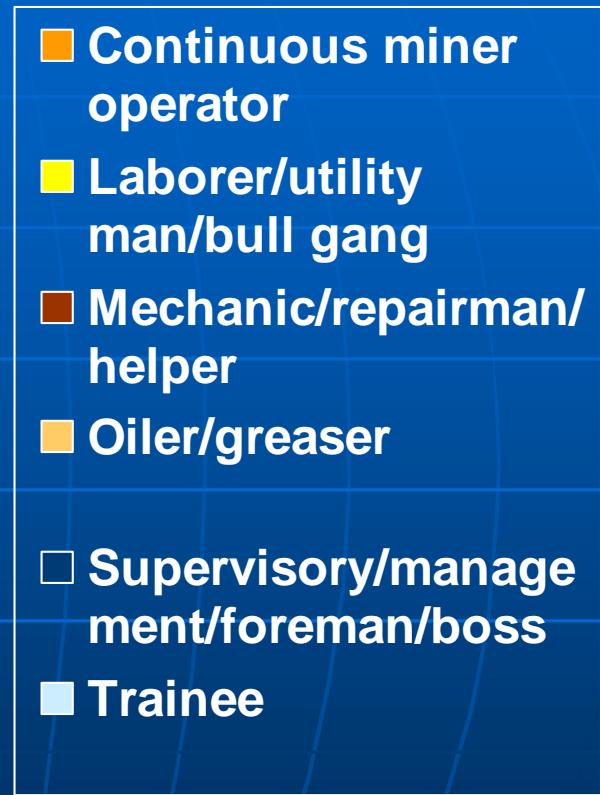 Continuous miner
operator
Laborer/utility
man/bull gang
Mechanic/repairman/
helper
Oiler/greaser
Supervisory/manage
ment/foreman/boss
Trainee